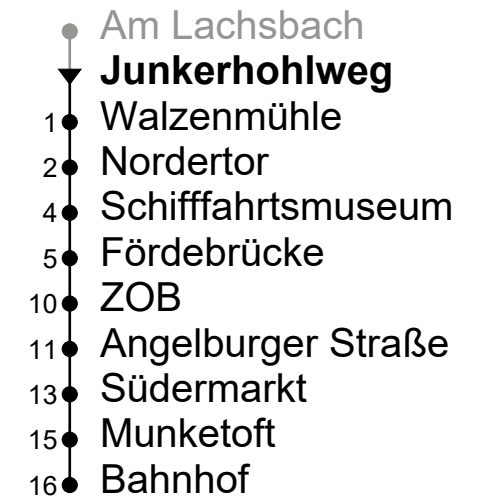 Am Lachsbach
Junkerhohlweg
1 Walzenmühle
2 Nordertor
4 Schifffahrtsmuseum
5 Fördebrücke
10 ZOB
11 Angelburger Straße
13 Südermarkt
15 Munketoft
16 Bahnhof